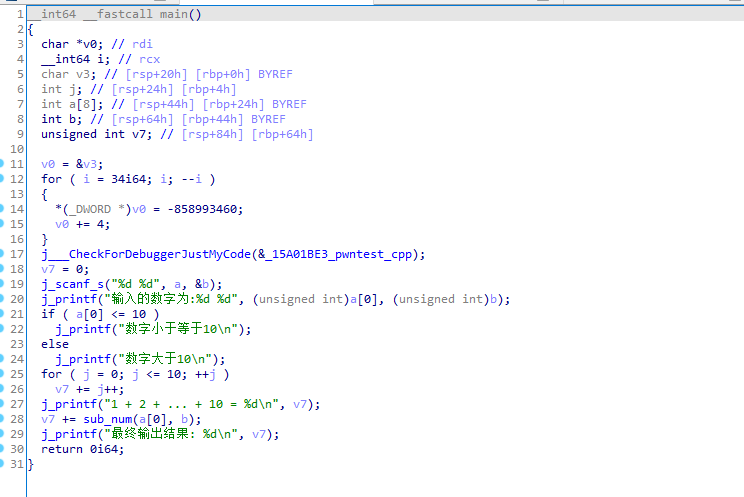 1 __int64 __fastcall main()
2 {
3 char *v0; // rdi
4 __int64 i; // rcx
5 char v3; // [rsp+20h] [rbp+0h] BYREF
6 int j; // [rsp+24h] [rbp+4h]
7 int a[8]; // [rsp+44h] [rbp+24h] BYREF
8 int b; // [rsp+64h] [rbp+44h] BYREF
9 unsigned int v7; // [rsp+84h] [rbp+64h]
10
11 v0 = &v3;
12 for ( i = 34i64; i; --i )
13 {
14 *(_DWORD *)v0 = -858993460;
15 v0 += 4;
16 }
17 j___CheckForDebuggerJustMyCode(&_15A01BE3_pwntest_cpp);
18 v7 = 0;
19 j_scanf_s("%d %d", a, &b);
20 j_printf("输入的数字为:%d %d", (unsigned int)a[0], (unsigned int)b);
21 if ( a[0] <= 10 )
22 j_printf("数字小于等于10\n");
23 else
24 j_printf("数字大于10\n");
25 for ( j = 0; j <= 10; ++j )
26 v7 += j++;
27 j_printf("1 + 2 + ... + 10 = %d\n", v7);
28 v7 += sub_num(a[0], b);
29 j_printf("最终输出结果: %d\n", v7);
30 return 0i64;
31 }